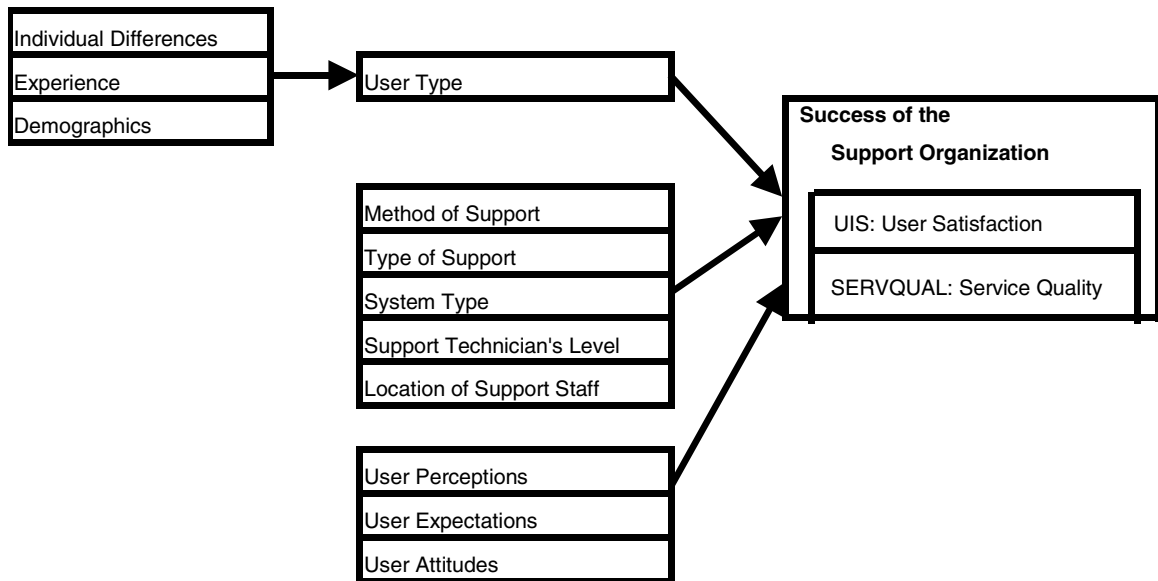 Individual Differences
Experience
Demographics
User Type
Method of Support
Type of Support
System Type
Support Technician's Level
Location of Support Staff
User Perceptions
User Expectations
User Attitudes
Success of the
Support Organization
UIS: User Satisfaction
SERVQUAL: Service Quality